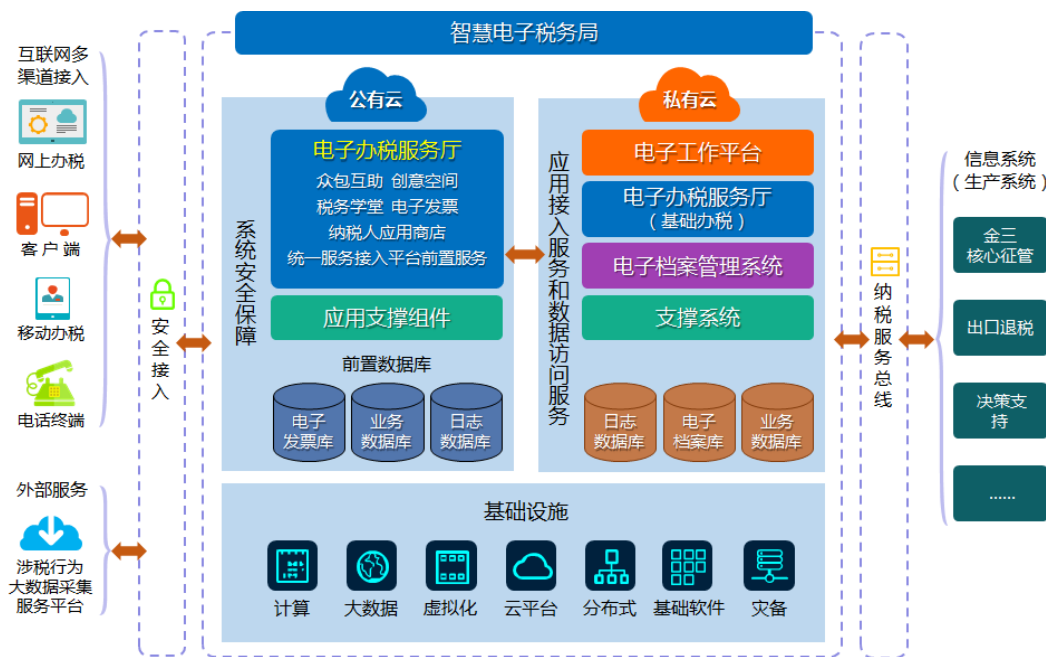 智慧电子税务局
互联网多
渠道接入
网上办税
客户端
移动办税
电话终端
外部服务
涉税行为
大数据采集
服务平台
安全接入
公有云
系统安全保障
电子办税服务厅
众包互助 创意空间
税务学堂 电子发票
纳税人应用商店
统一服务接入平台前置服务
应用支撑组件
前置数据库
电子
发票库
业务
数据库
日志
数据库
私有云
应用接入服务和数据访问服务
电子工作平台
电子办税服务厅
（基础办税）
电子档案管理系统
支撑系统
日志
数据库
电子
档案库
业务
数据库
基础设施
计算
大数据
虚拟化
云平台
分布式
基础软件
灾备
纳税服务总线
信息系统
（生产系统）
金三
核心征管
出口退税
决策支
持
......